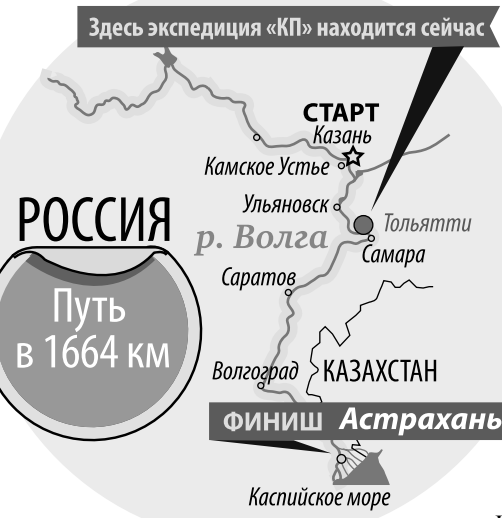 Здесь экспедиция «КП» находится сейчас
СТАРТ
Казань
Камское Устье
Ульяновск
РОССИЯ
р. Волга
Тольятти
Самара
Саратов
Путь
в 1664 км
Волгоград
КАЗАХСТАН
ФИНИШ Астрахань
Каспийское море